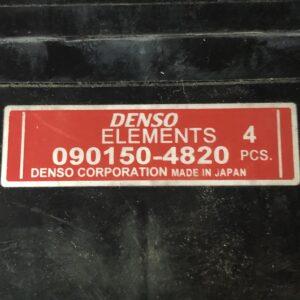 DENSO
ELEMENTS 4
090150-4820 PCS.
DENSO CORPORATION MADE IN JAPAN